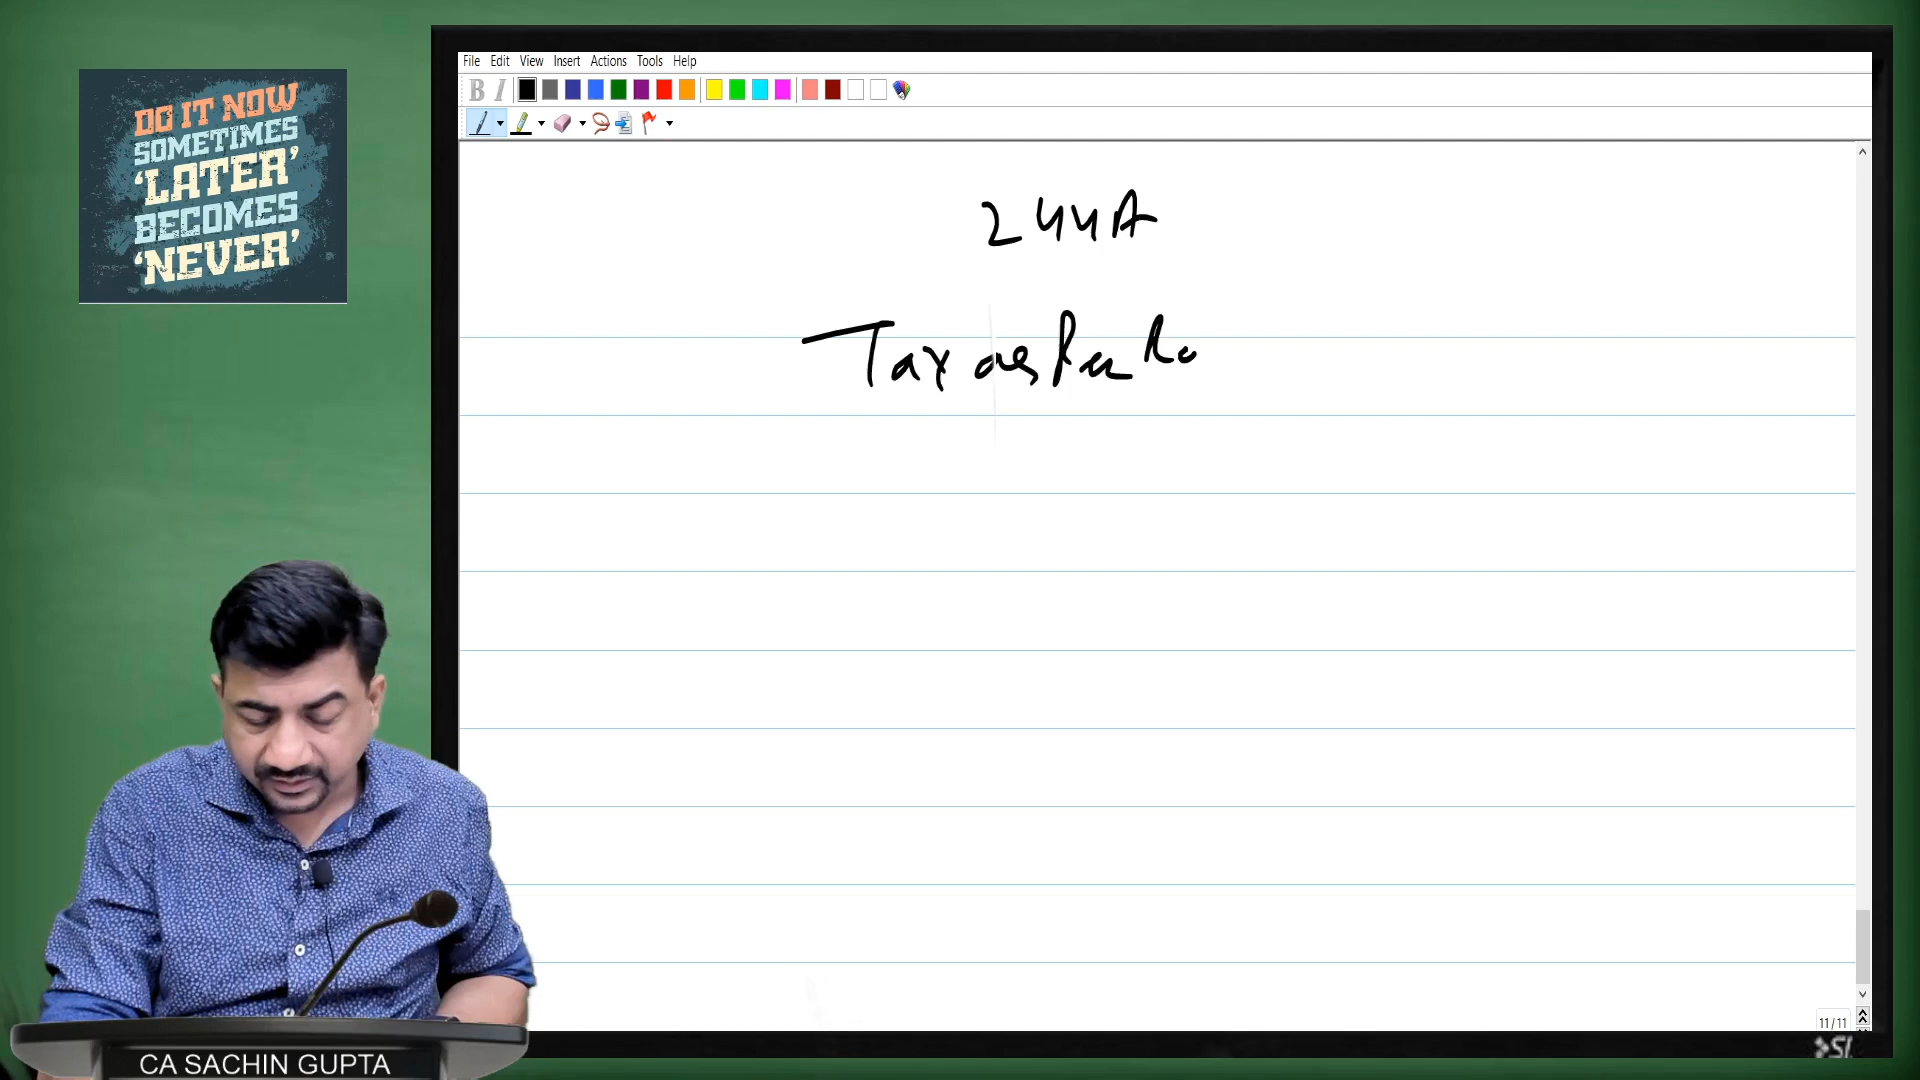 DO IT NOW
SOMETIMES
‘LATER’
BECOMES
‘NEVER’
File Edit View Insert Actions Tools Help
B I
244A
Tax as Per Re
11/11
CA SACHIN GUPTA